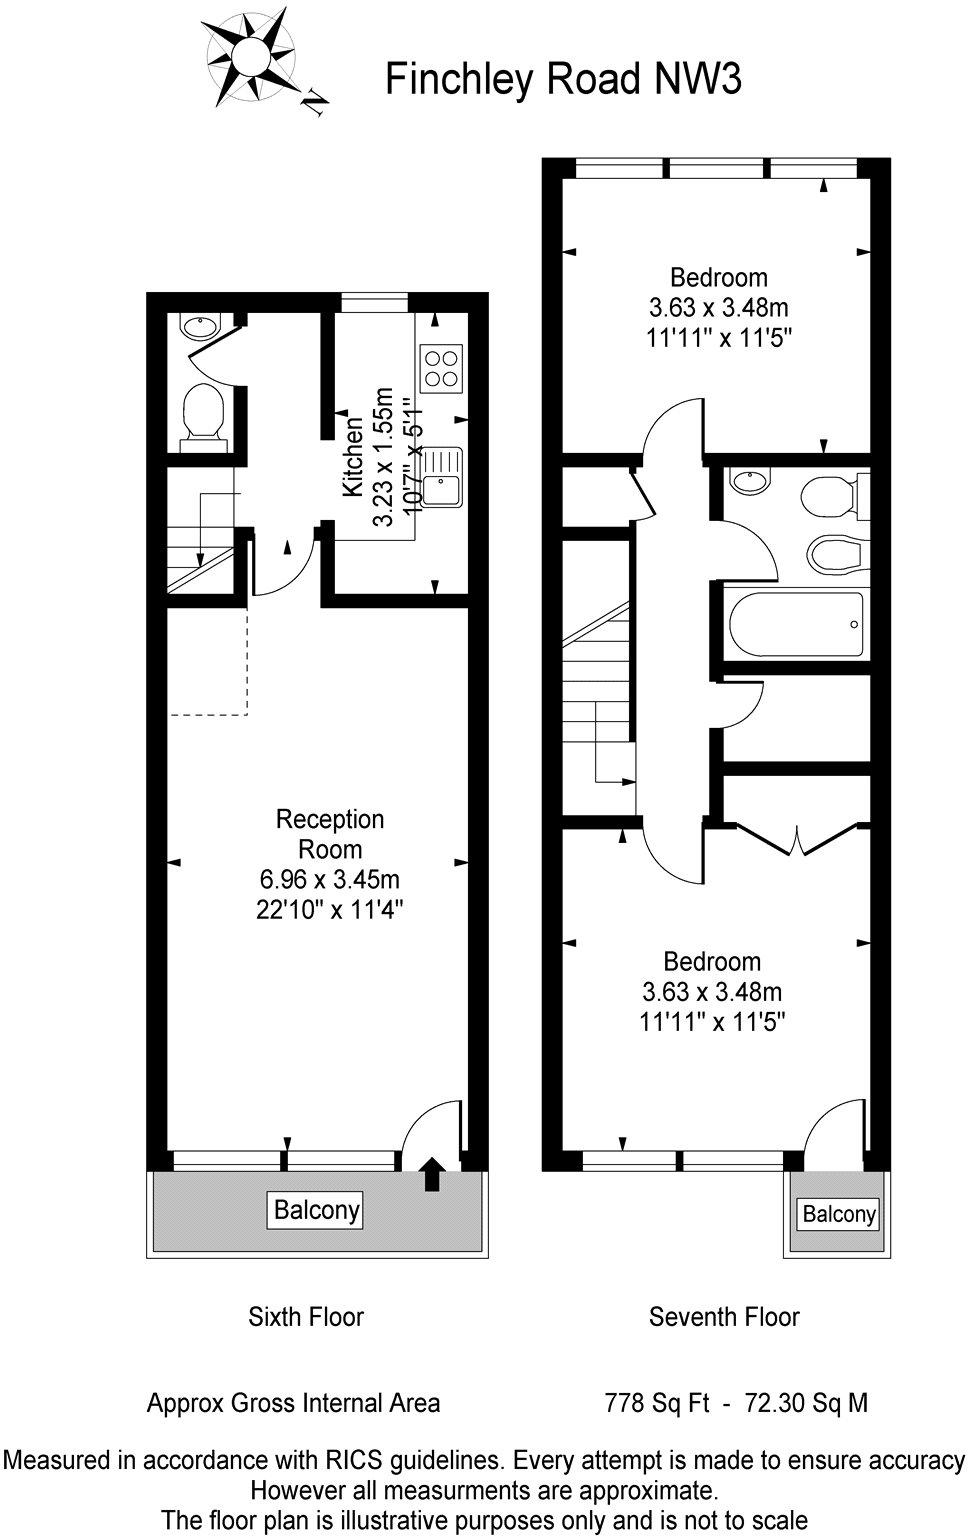 N
Finchley Road NW3
Bedroom
3.63 x 3.48m
11'11" x 11'5"
Kitchen
3.23 x 1.55m
10'7" x 5'1"
Reception
Room
6.96 x 3.45m
22'10" x 11'4"
Bedroom
3.63 x 3.48m
11'11" x 11'5"
Balcony
Balcony
Sixth Floor
Seventh Floor
Approx Gross Internal Area
778 Sq Ft - 72.30 Sq M
Measured in accordance with RICS guidelines. Every attempt is made to ensure accuracy
However all measurments are approximate.
The floor plan is illustrative purposes only and is not to scale